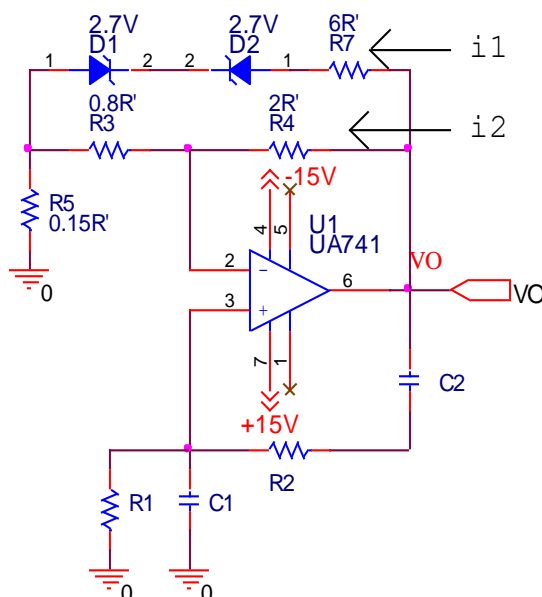 2.7V 2.7V 6R'
D1 D2 R7 i1
1 2 2 1
0.8R' 2R'
R3 R4 i2
-15V
R5
0.15R'
4 5 U1
UA741
0 2 - 6 VO VO
3 +
7 1
C2
+15V
R2
R1 C1
0 0